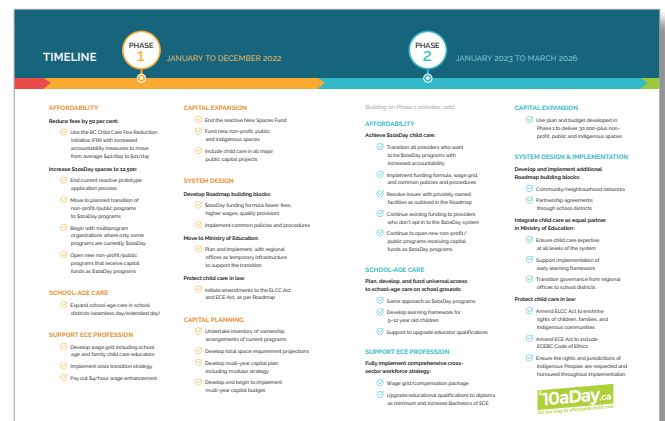 TIMELINE
PHASE
1
JANUARY TO DECEMBER 2022
PHASE
2
JANUARY 2023 TO MARCH 2026
AFFORDABILITY
Reduce fees by 50 per cent:
Use the BC Child Care Fee Reduction
Initiative (FRI) with increased
accountability measures to move
from average $42/day to $21/day
Increase $10aDay spaces to 12,500:
End current reactive prototype
application process
Move to planned transition of
non-profit/public programs
to $10aDay programs
Begin with multiprogram
organizations where only some
programs are currently $10aDay
Open new non-profit/public
programs that receive capital
funds as $10aDay programs
SCHOOL-AGE CARE
Expand school-age care in school
districts (seamless day/extended day)
SUPPORT ECE PROFESSION
Develop wage grid including school
age and family child care educators
Implement crisis transition strategy
Pay out $4/hour wage enhancement
CAPITAL EXPANSION
End the reactive New Spaces Fund
Fund new non-profit, public
and Indigenous spaces
Include child care in all major
public capital projects
SYSTEM DESIGN
Develop Roadmap building blocks:
$10aDay funding formula (lower fees,
higher wages, quality provision)
Implement common policies and procedures
Move to Ministry of Education:
Plan and implement, with regional
offices as temporary infrastructure
to support the transition
Protect child care in law:
Initiate amendments to the ELCC Act
and ECE Act, as per Roadmap
CAPITAL PLANNING
Undertake inventory of ownership
arrangements of current programs
Develop total space requirement projections
Develop multi-year capital plan
including modular strategy
Develop and begin to implement
multi-year capital budget
Building on Phase 1 activities, add:
AFFORDABILITY
Achieve $10aDay child care:
Transition all providers who want
to be $10aDay programs with
increased accountability
Implement funding formula, wage grid,
and common policies and procedures
Resolve issues with privately owned
facilities as outlined in the Roadmap
Continue existing funding to providers
who don't opt in to the $10aDay system
Continue to open new non-profit/
public programs receiving capital
funds as $10aDay programs
SCHOOL-AGE CARE
Plan, develop, and fund universal access
to school-age care on school grounds:
Same approach as $10aDay programs
Develop learning framework for
9–12 year old children
Support to upgrade educator qualifications
SUPPORT ECE PROFESSION
Fully implement comprehensive cross-
sector workforce strategy:
Wage grid/compensation package
Upgrade educational qualifications to diploma
as minimum and increase Bachelors of ECE
CAPITAL EXPANSION
Use plan and budget developed in
Phase 1 to deliver 30,000-plus non-
profit, public and Indigenous spaces
SYSTEM DESIGN & IMPLEMENTATION
Develop and implement additional
Roadmap building blocks:
Community/neighbourhood networks
Partnership agreements
through school districts
Integrate child care as equal partner
in Ministry of Education:
Ensure child care expertise
at all levels of the system
Support implementation of
early learning framework
Transition governance from regional
offices to school districts
Protect child care in law:
Amend ELCC Act to enshrine
rights of children, families, and
Indigenous communities
Amend ECE Act to include
ECEBC Code of Ethics
Ensure the rights and jurisdictions of
Indigenous Peoples are respected and
honoured throughout implementation
$10aDay.ca
On our way to affordable child care